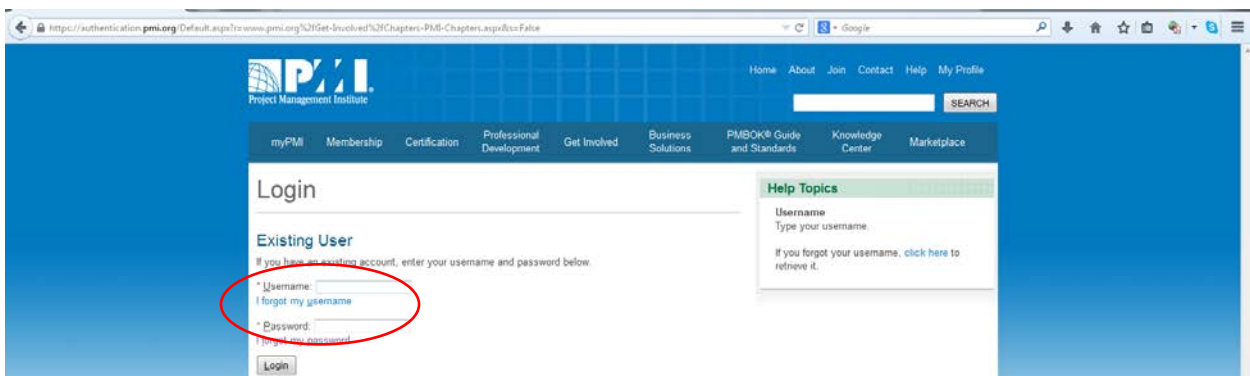 https://authentication.pmi.org/Default.aspx?r=www.pmi.org%2fGet-Involved%2fChapters-PMI-Chapters.aspx&s=False
Google
PMI.
Project Management Institute
Home About Join Contact Help My Profile
SEARCH
myPMI Membership Certification Professional Development Get Involved Business Solutions PMBOK® Guide and Standards Knowledge Center Marketplace
Login
Existing User
If you have an existing account, enter your username and password below.
* Username:
I forgot my username
* Password:
I forgot my password
Login
Help Topics
Username
Type your username.
If you forgot your username, click here to
retrieve it.